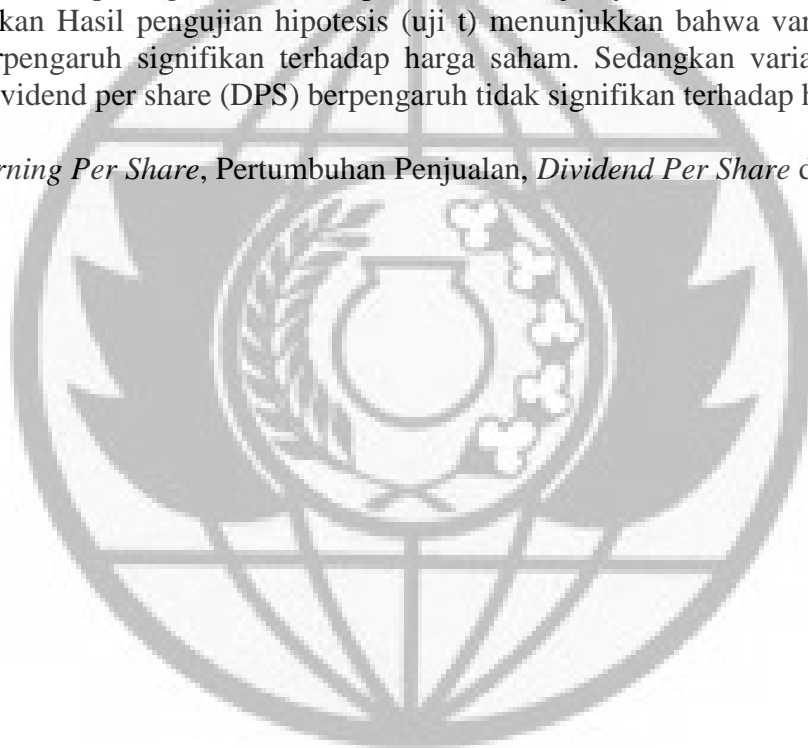 kan Hasil pengujian hipotesis (uji t) menunjukkan bahwa var
rpengaruh signifikan terhadap harga saham. Sedangkan varia
vidend per share (DPS) berpengaruh tidak signifikan terhadap h
rning Per Share, Pertumbuhan Penjualan, Dividend Per Share d